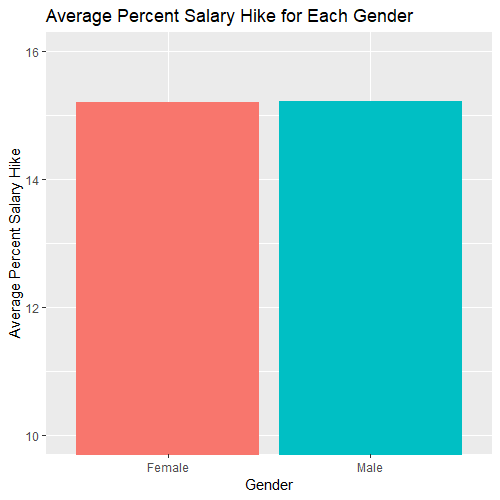 Average Percent Salary Hike for Each Gender
Average Percent Salary Hike
16
14
12
10
Female Male
Gender